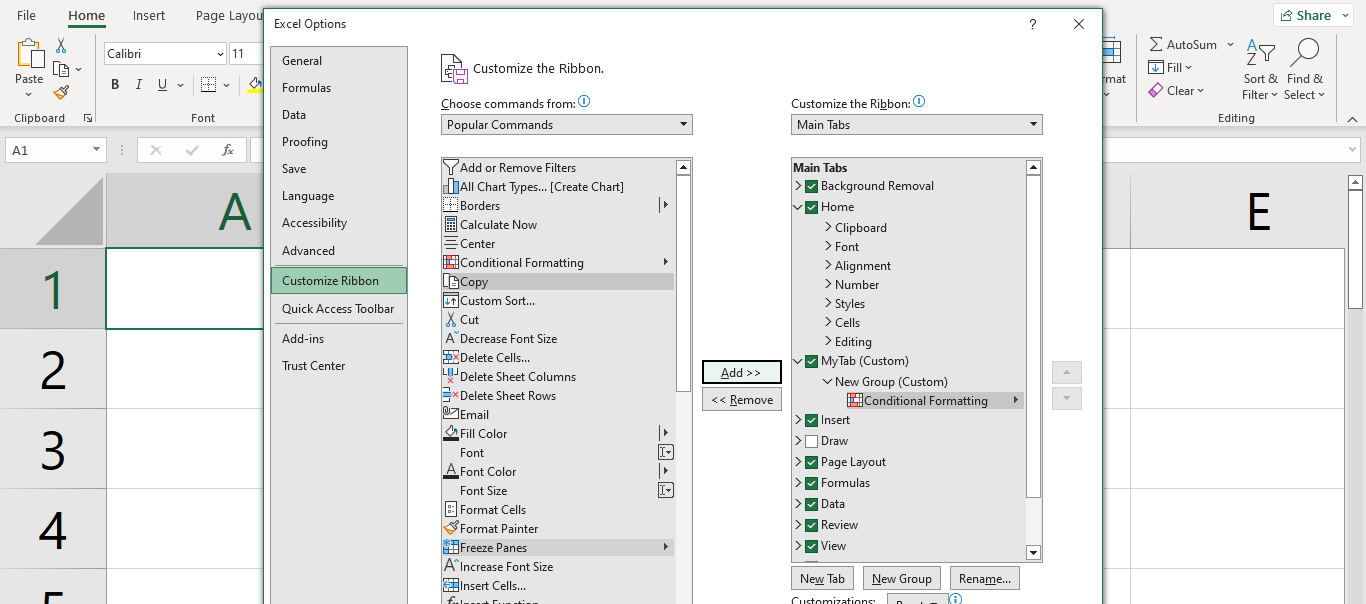 File Home Insert Page Layou
Share
Excel Options
?
Calibri 11
Paste
B I U
Clipboard
Font
AutoSum
Fill
Clear
Sort & Filter
Find & Select
Editing
rmat
A1
fx
A
E
1
2
3
4
5
General
Formulas
Data
Proofing
Save
Language
Accessibility
Advanced
Customize Ribbon
Quick Access Toolbar
Add-ins
Trust Center
Customize the Ribbon.
Choose commands from:
Popular Commands
Add or Remove Filters
All Chart Types... [Create Chart]
Borders
Calculate Now
Center
Conditional Formatting
Copy
Custom Sort...
Cut
Decrease Font Size
Delete Cells...
Delete Sheet Columns
Delete Sheet Rows
Email
Fill Color
Font
Font Color
Font Size
Format Cells
Format Painter
Freeze Panes
Increase Font Size
Insert Cells...
Insert Function
Add >>
<< Remove
Customize the Ribbon:
Main Tabs
Main Tabs
Background Removal
Home
Clipboard
Font
Alignment
Number
Styles
Cells
Editing
MyTab (Custom)
New Group (Custom)
Conditional Formatting
Insert
Draw
Page Layout
Formulas
Data
Review
View
New Tab
New Group
Rename...
Customizations: